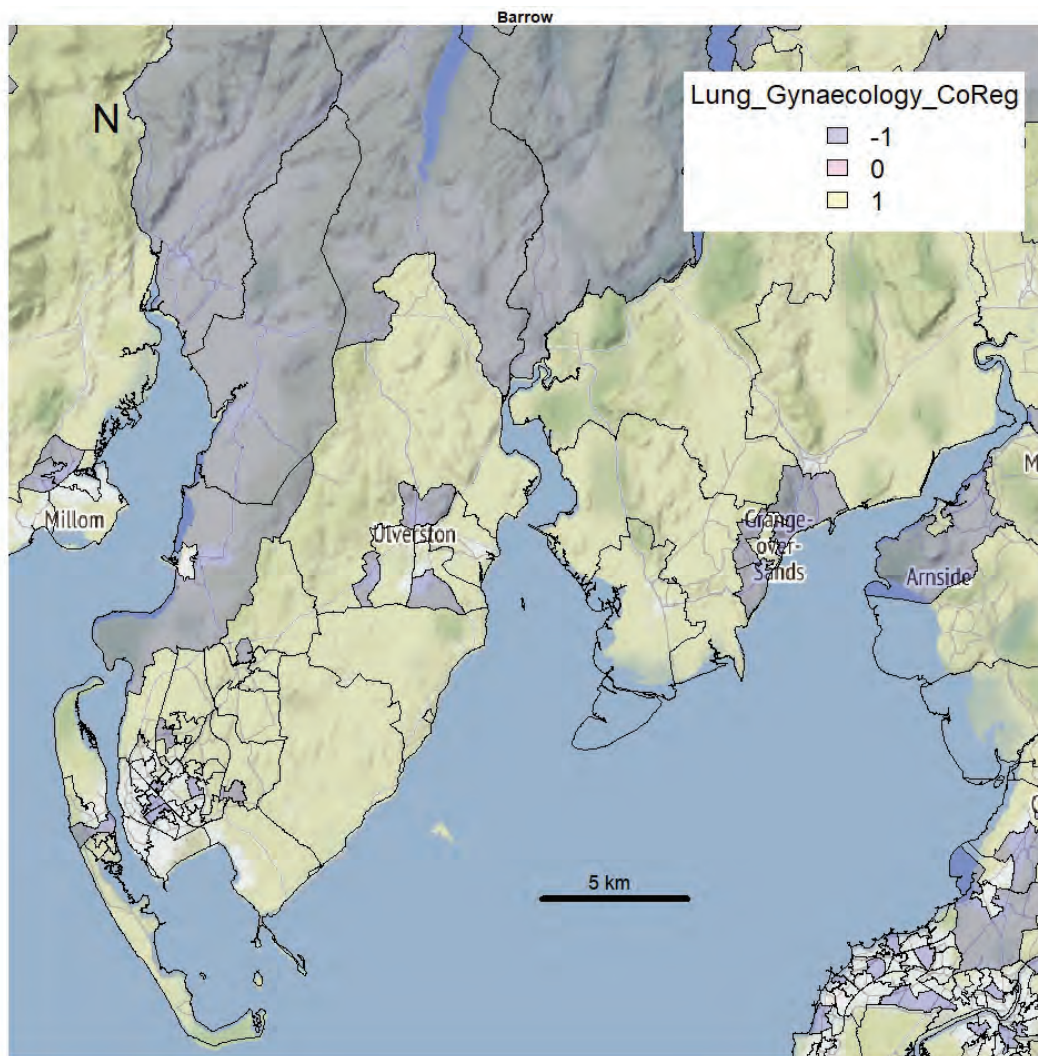 Barrow
N
Lung_Gynaecology_CoReg
-1
0
1
Millom
Ulverston
Grange-
over-
Sands
Arnside
M
5 km